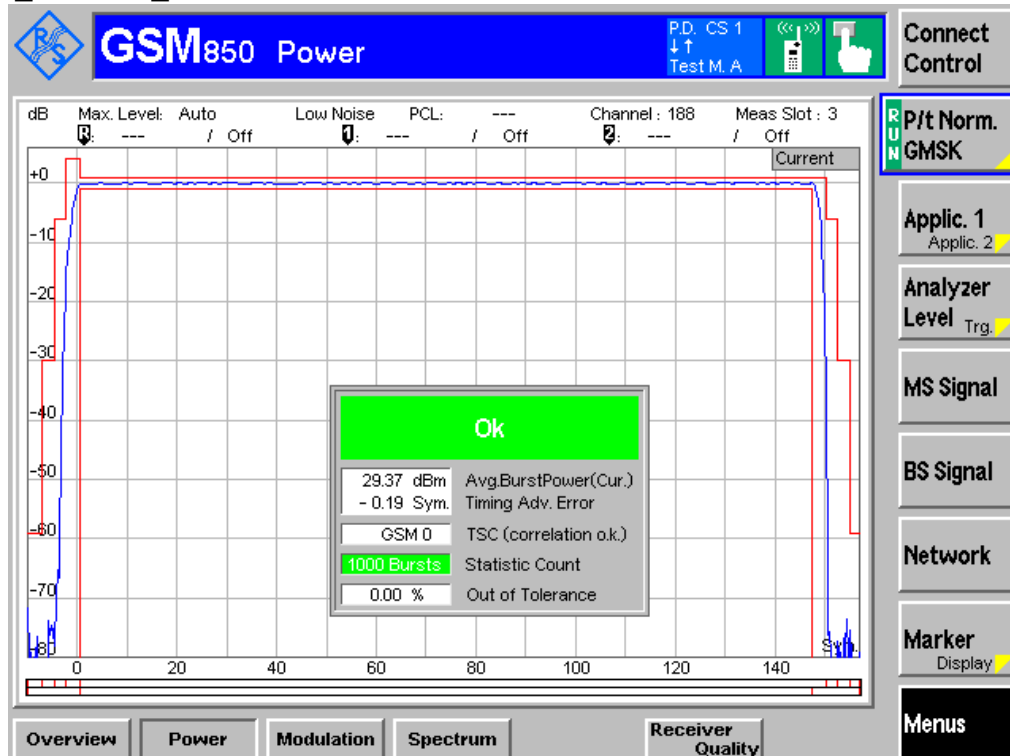 R&S
GSM850 Power
P.D. CS 1
↓↑
Test M. A
Connect Control
dB Max. Level: Auto Low Noise PCL: --- Channel : 188 Meas Slot : 3
R: --- / Off 1: --- / Off 2: --- / Off
Current
RUN
P/t Norm.
GMSK
+0
-10
-20
-30
-40
-50
-60
-70
-80
Applic. 1
Applic. 2
Analyzer
Level Trg.
MS Signal
BS Signal
Network
Marker
Display
Menus
Ok
29.37 dBm Avg.BurstPower(Cur.)
- 0.19 Sym. Timing Adv. Error
GSM 0 TSC (correlation o.k.)
1000 Bursts Statistic Count
0.00 % Out of Tolerance
Sym.
0 20 40 60 80 100 120 140
Overview Power Modulation Spectrum Receiver Quality